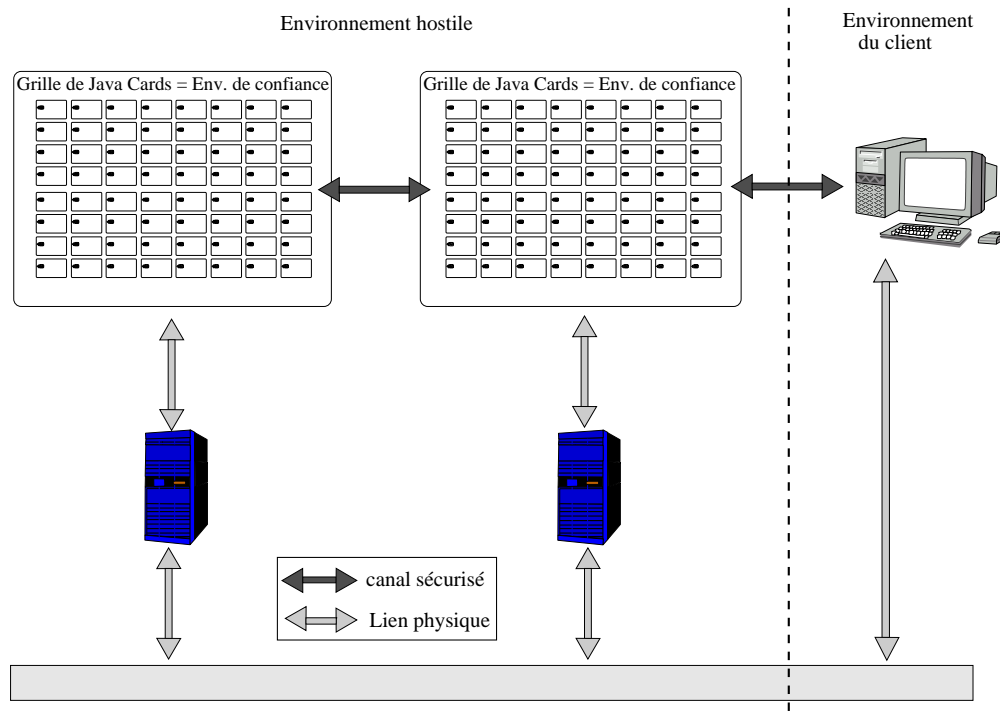 Environnement hostile
Environnement
du client
Grille de Java Cards = Env. de confiance
Grille de Java Cards = Env. de confiance
canal sécurisé
Lien physique